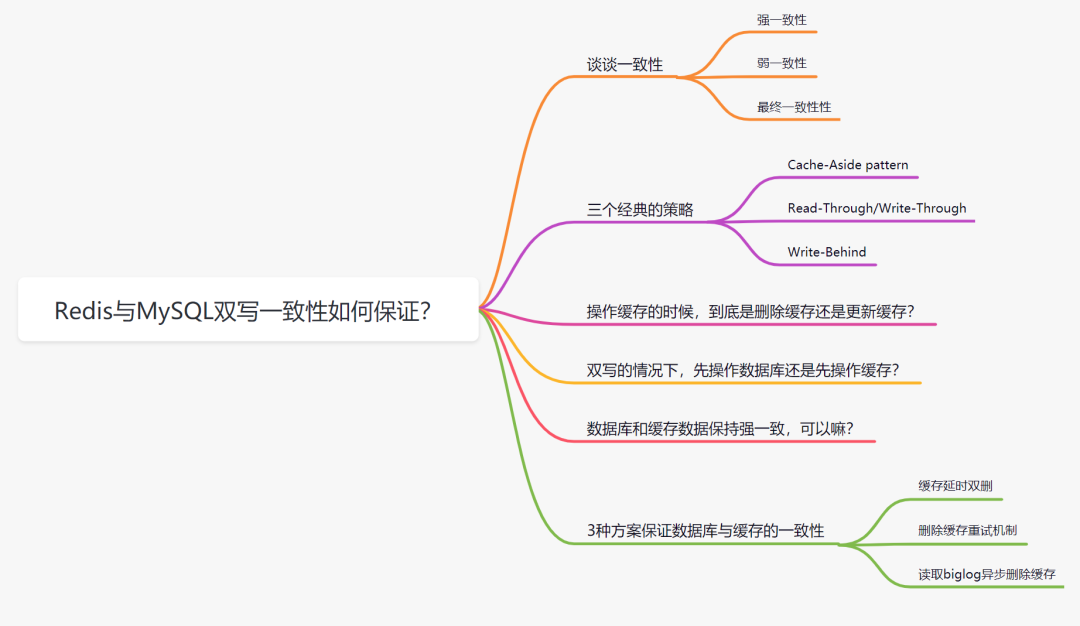 Redis与MySQL双写一致性如何保证？
谈谈一致性
强一致性
弱一致性
最终一致性性
三个经典的策略
Cache-Aside pattern
Read-Through/Write-Through
Write-Behind
操作缓存的时候，到底是删除缓存还是更新缓存？
双写的情况下，先操作数据库还是先操作缓存？
数据库和缓存数据保持强一致，可以嘛？
3种方案保证数据库与缓存的一致性
缓存延时双删
删除缓存重试机制
读取biglog异步删除缓存